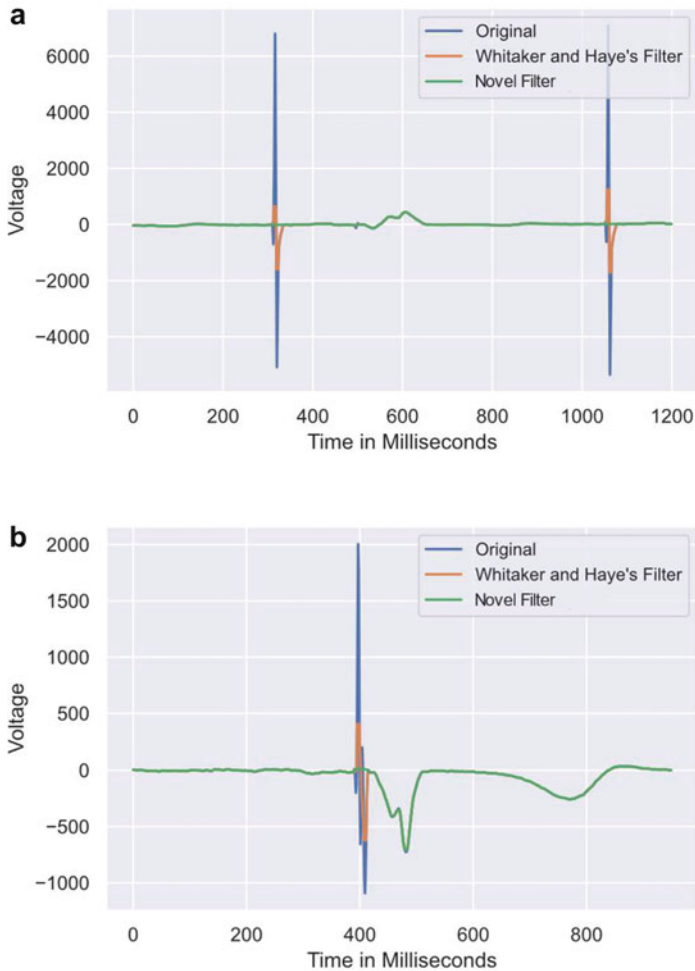 a
Original
Whitaker and Haye's Filter
Novel Filter
6000
4000
2000
0
−2000
−4000
Voltage
0 200 400 600 800 1000 1200
Time in Milliseconds
b
Original
Whitaker and Haye's Filter
Novel Filter
2000
1500
1000
500
0
−500
−1000
Voltage
0 200 400 600 800
Time in Milliseconds